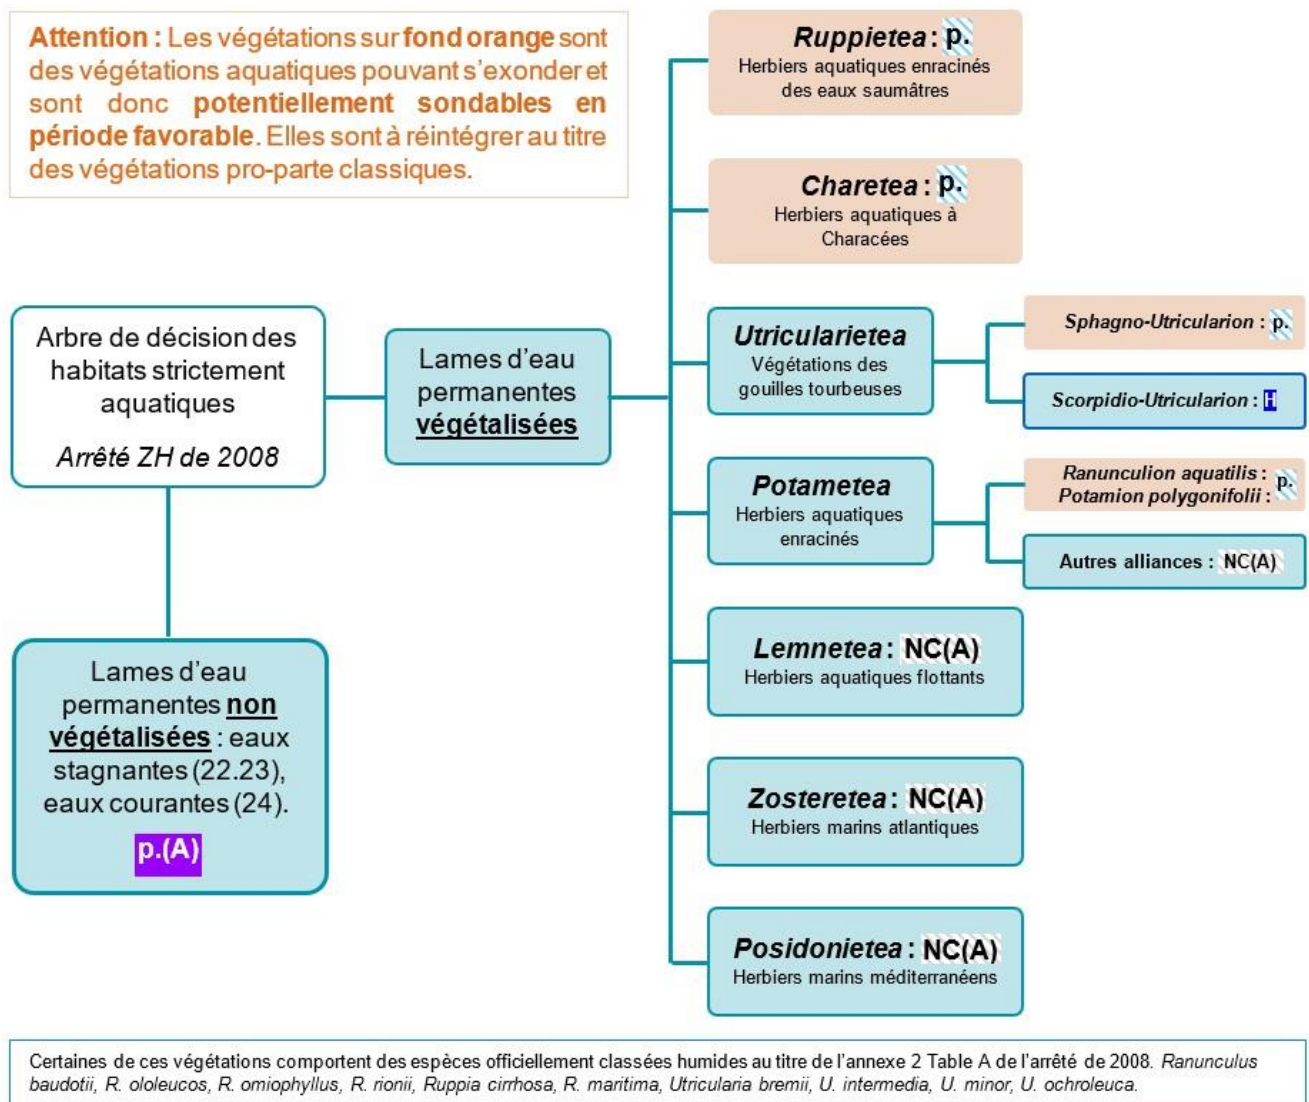 Attention : Les végétations sur fond orange sont
des végétations aquatiques pouvant s'exonder et
sont donc potentiellement sondables en
période favorable. Elles sont à réintégrer au titre
des végétations pro-parte classiques.
Arbre de décision des
habitats strictement
aquatiques
Arrêté ZH de 2008
Lames d'eau
permanentes non
végétalisées : eaux
stagnantes (22.23),
eaux courantes (24).
p.(A)
Lames d'eau
permanentes
végétalisées
Ruppietea : p.
Herbiers aquatiques enracinés
des eaux saumâtres
Charetea : p.
Herbiers aquatiques à
Characées
Utricularietea
Végétations des
gouilles tourbeuses
Sphagno-Utricularion : p.
Scorpidio-Utricularion : H
Potametea
Herbiers aquatiques
enracinés
Ranunculion aquatilis : p.
Potamion polygonifolii :
Autres alliances : NC(A)
Lemnetea : NC(A)
Herbiers aquatiques flottants
Zosteretea : NC(A)
Herbiers marins atlantiques
Posidonietea : NC(A)
Herbiers marins méditerranéens
Certaines de ces végétations comportent des espèces officiellement classées humides au titre de l'annexe 2 Table A de l'arrêté de 2008. Ranunculus
baudotii, R. ololeucos, R. omiophyllus, R. rionii, Ruppia cirrhosa, R. maritima, Utricularia bremii, U. intermedia, U. minor, U. ochroleuca.